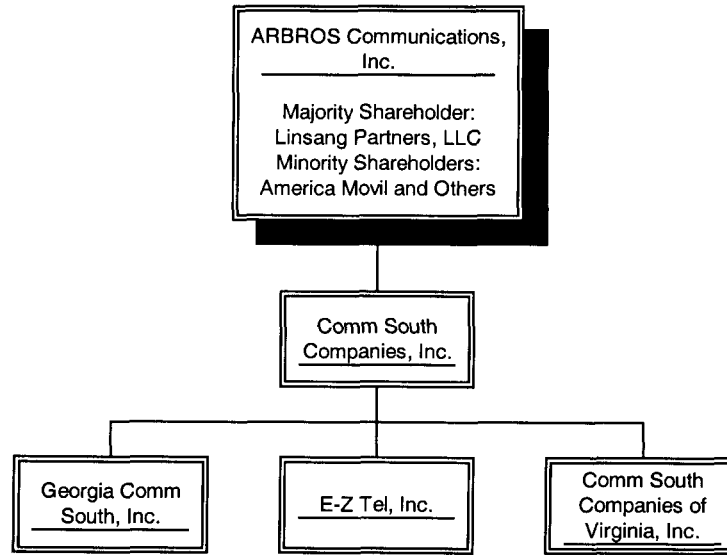 ARBROS Communications,
Inc.
Majority Shareholder:
Linsang Partners, LLC
Minority Shareholders:
America Movil and Others
Comm South
Companies, Inc.
Georgia Comm
South, Inc.
E-Z Tel, Inc.
Comm South
Companies of
Virginia, Inc.